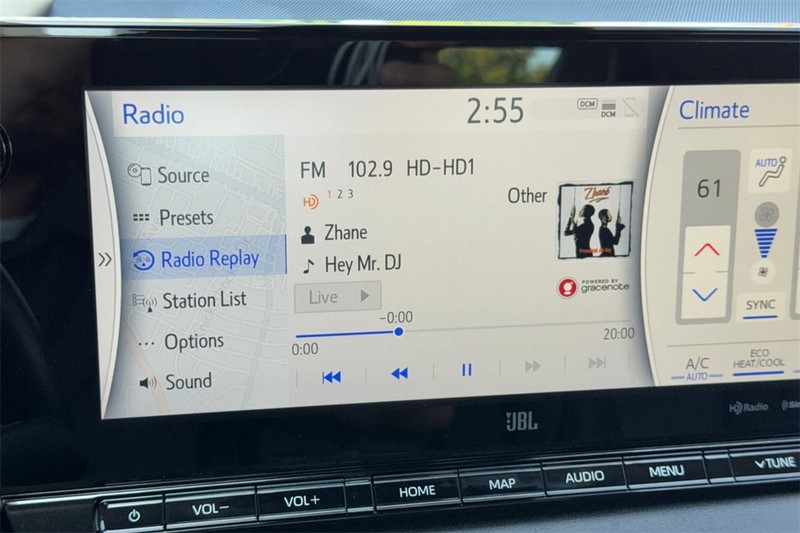 Radio
2:55
DCM
DCM
Climate
Source
Presets
Radio Replay
Station List
Options
Sound
FM 102.9 HD-HD1
HD 1 2 3
Other
Zhane
Zhane
Hey Mr. DJ
POWERED BY
gracenote
Live
-0:00
0:00
20:00
AUTO
61
SYNC
A/C
AUTO
ECO
HEAT/COOL
JBL
HD Radio
VOL-
VOL+
HOME
MAP
AUDIO
MENU
TUNE